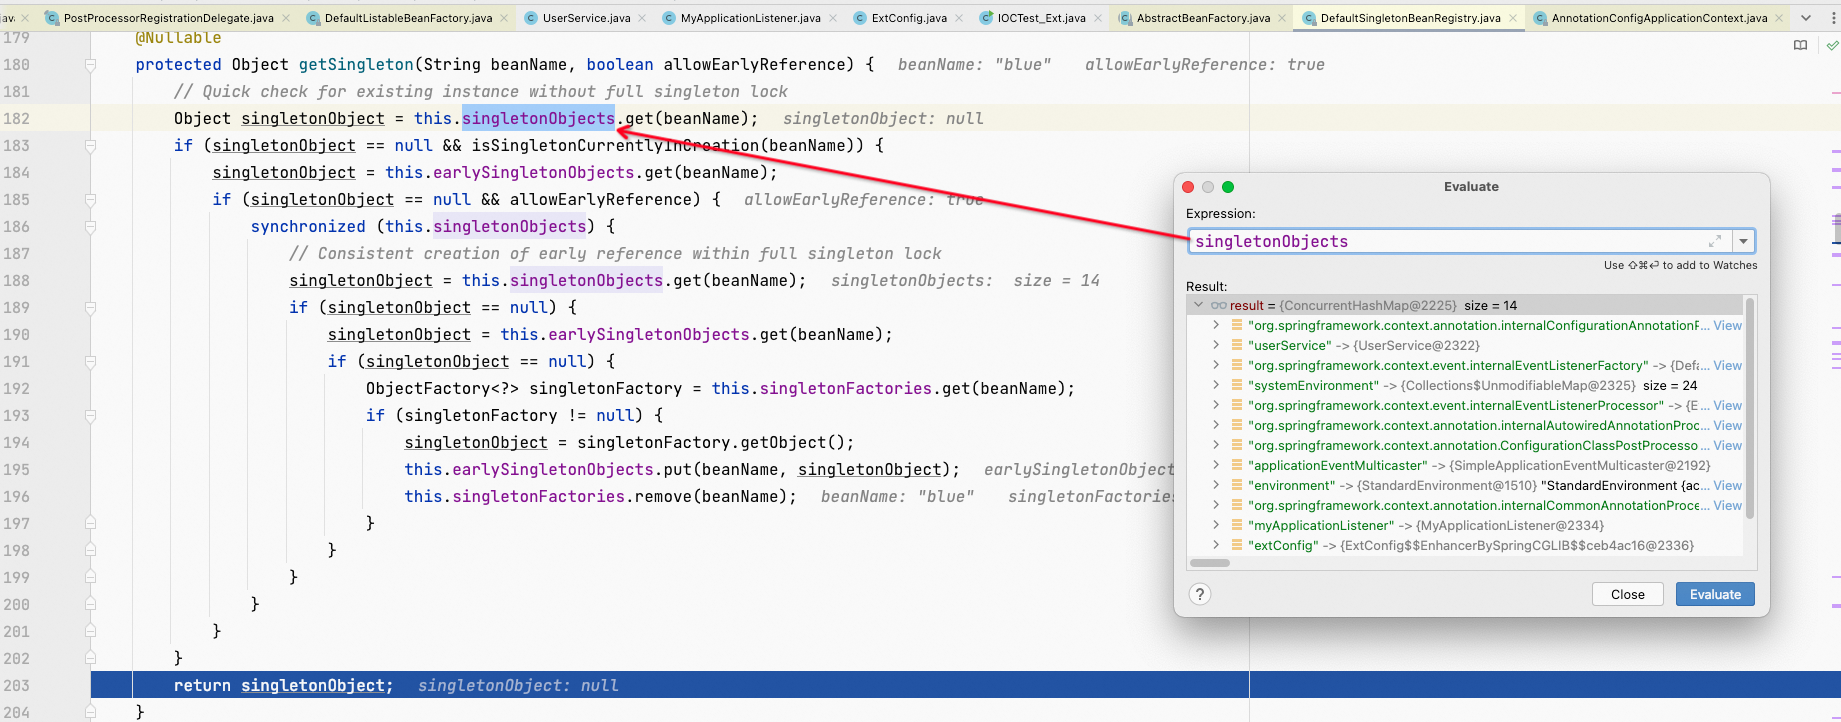 java PostProcessorRegistrationDelegate.java DefaultListableBeanFactory.java UserService.java MyApplicationListener.java ExtConfig.java IOCTest_Ext.java AbstractBeanFactory.java DefaultSingletonBeanRegistry.java AnnotationConfigApplicationContext.java
179 @Nullable
180 protected Object getSingleton(String beanName, boolean allowEarlyReference) { beanName: "blue" allowEarlyReference: true
181 // Quick check for existing instance without full singleton lock
182 Object singletonObject = this.singletonObjects.get(beanName); singletonObject: null
183 if (singletonObject == null && isSingletonCurrentlyInCreation(beanName)) {
184 singletonObject = this.earlySingletonObjects.get(beanName);
185 if (singletonObject == null && allowEarlyReference) { allowEarlyReference: true
186 synchronized (this.singletonObjects) {
187 // Consistent creation of early reference within full singleton lock
188 singletonObject = this.singletonObjects.get(beanName); singletonObjects: size = 14
189 if (singletonObject == null) {
190 singletonObject = this.earlySingletonObjects.get(beanName);
191 if (singletonObject == null) {
192 ObjectFactory<?> singletonFactory = this.singletonFactories.get(beanName);
193 if (singletonFactory != null) {
194 singletonObject = singletonFactory.getObject();
195 this.earlySingletonObjects.put(beanName, singletonObject); earlySingletonObject
196 this.singletonFactories.remove(beanName); beanName: "blue" singletonFactories
197 }
198 }
199 }
200 }
201 }
202 }
203 return singletonObject; singletonObject: null
204 }
Evaluate
Expression:
singletonObjects
Use ⇧⌘⏎ to add to Watches
Result:
result = {ConcurrentHashMap@2225} size = 14
"org.springframework.context.annotation.internalConfigurationAnnotationF... View
"userService" -> {UserService@2322}
"org.springframework.context.event.internalEventListenerFactory" -> {Defa... View
"systemEnvironment" -> {Collections$UnmodifiableMap@2325} size = 24
"org.springframework.context.event.internalEventListenerProcessor" -> {E... View
"org.springframework.context.annotation.internalAutowiredAnnotationProc... View
"org.springframework.context.annotation.ConfigurationClassPostProcesso... View
"applicationEventMulticaster" -> {SimpleApplicationEventMulticaster@2192}
"environment" -> {StandardEnvironment@1510} "StandardEnvironment {ac... View
"org.springframework.context.annotation.internalCommonAnnotationProce... View
"myApplicationListener" -> {MyApplicationListener@2334}
"extConfig" -> {ExtConfig$$EnhancerBySpringCGLIB$$ceb4ac16@2336}
? Close Evaluate